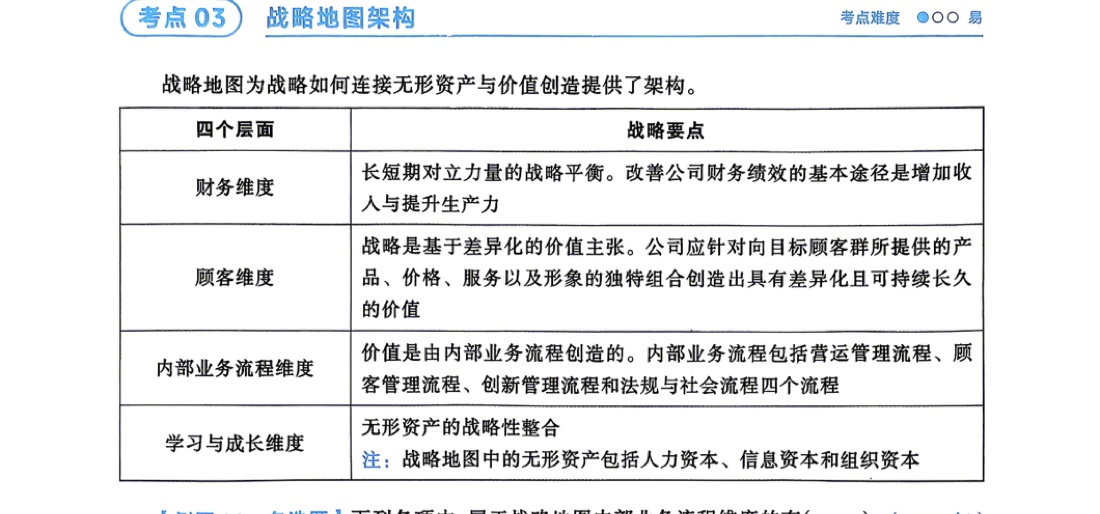 考点 03 战略地图架构 考点难度 易
战略地图为战略如何连接无形资产与价值创造提供了架构。
四个层面 战略要点
财务维度 长短期对立力量的战略平衡。改善公司财务绩效的基本途径是增加收
入与提升生产力
顾客维度 战略是基于差异化的价值主张。公司应针对向目标顾客群所提供的产
品、价格、服务以及形象的独特组合创造出具有差异化且可持续长久
的价值
内部业务流程维度 价值是由内部业务流程创造的。内部业务流程包括营运管理流程、顾
客管理流程、创新管理流程和法规与社会流程四个流程
学习与成长维度 无形资产的战略性整合
注：战略地图中的无形资产包括人力资本、信息资本和组织资本